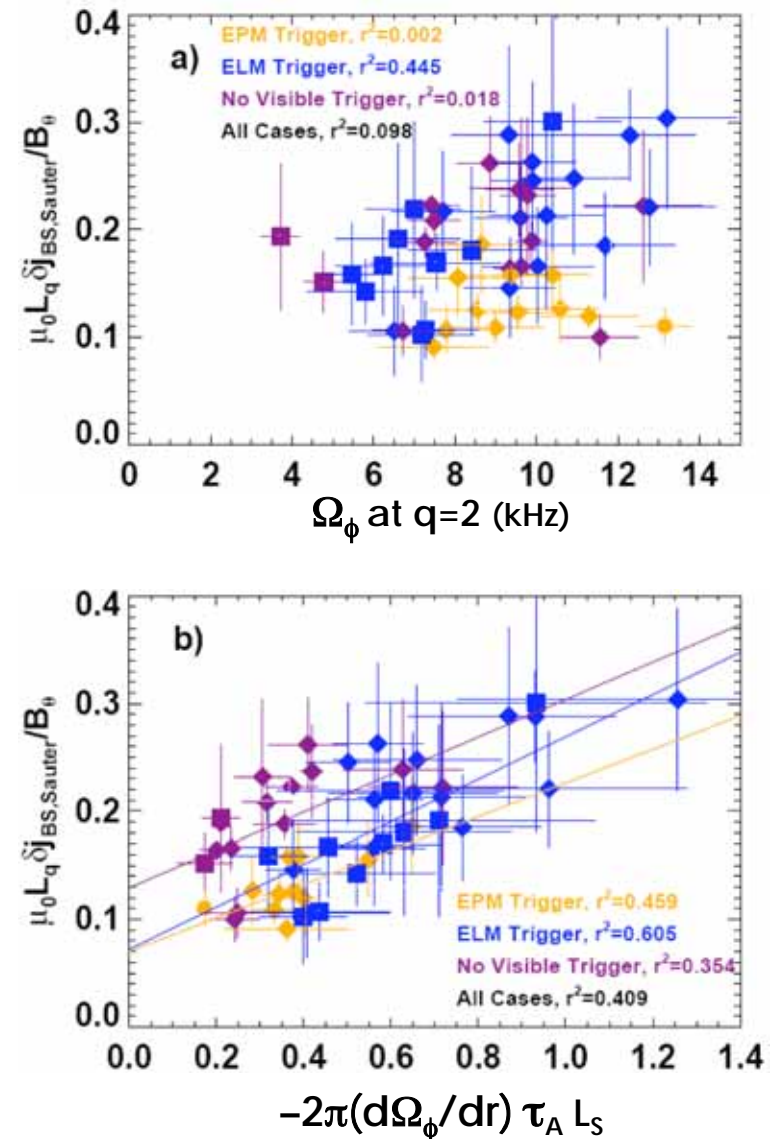 a)
EPM Trigger, r²=0.002
ELM Trigger, r²=0.445
No Visible Trigger, r²=0.018
All Cases, r²=0.098
μ₀L_qδj_BS,Sauter/B_θ
0.4
0.3
0.2
0.1
0.0
0 2 4 6 8 10 12 14
Ω_ϕ at q=2 (kHz)
b)
μ₀L_qδj_BS,Sauter/B_θ
0.4
0.3
0.2
0.1
0.0
EPM Trigger, r²=0.459
ELM Trigger, r²=0.605
No Visible Trigger, r²=0.354
All Cases, r²=0.409
0.0 0.2 0.4 0.6 0.8 1.0 1.2 1.4
−2π(dΩ_ϕ/dr) τ_A L_S